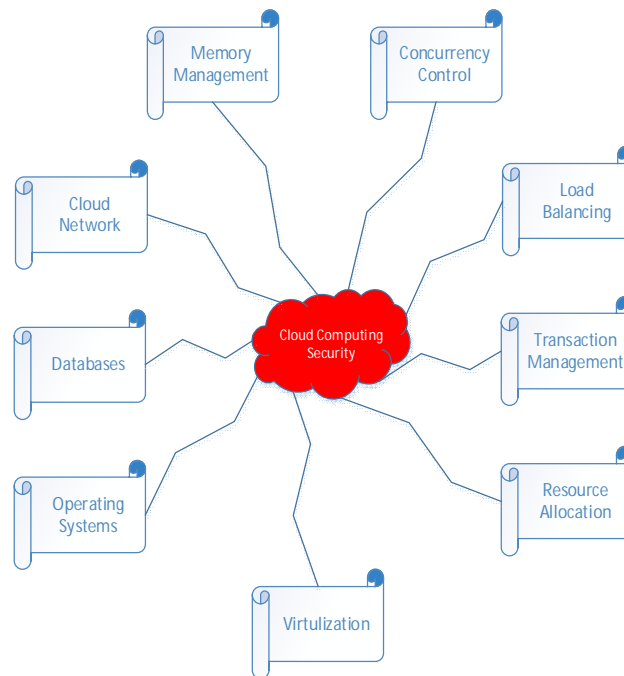 Memory
Management
Concurrency
Control
Cloud
Network
Load
Balancing
Cloud Computing
Security
Databases
Transaction
Management
Operating
Systems
Resource
Allocation
Virtulization